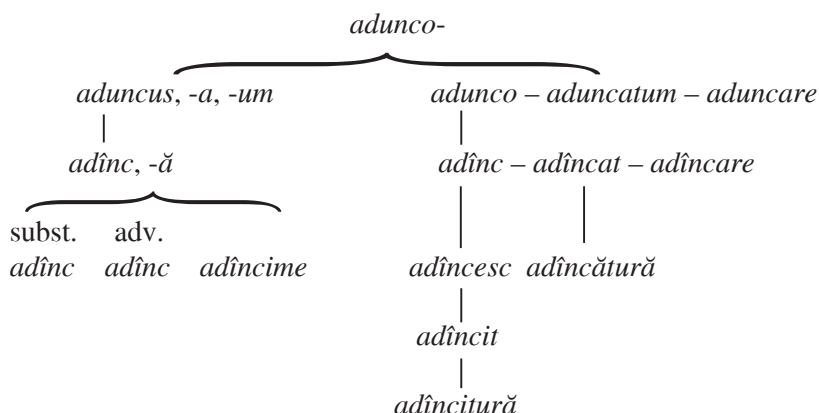 adunco-
aduncus, -a, -um adunco – aduncatum – aduncare
adînc, -ă adînc – adîncat – adîncare
subst. adv.
adînc adînc adîncime adîncesc adîncătură
adîncit
adîncitură